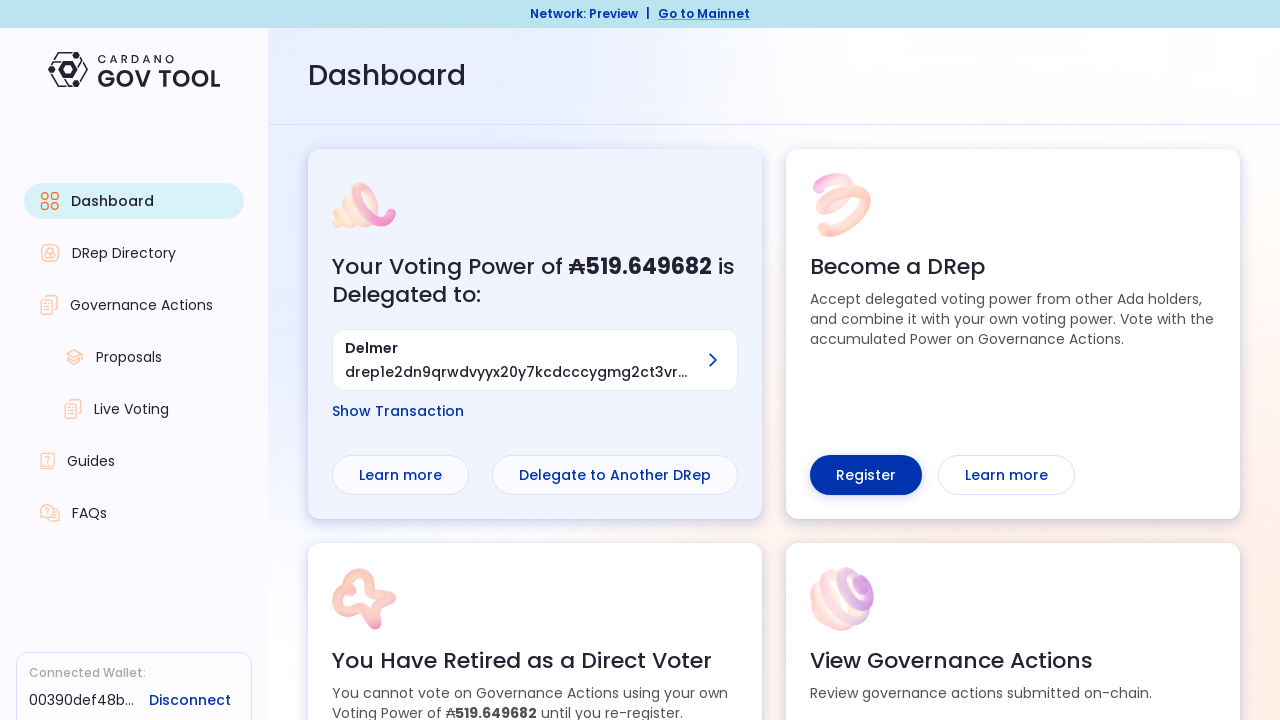 Network: Preview | Go to Mainnet
CARDANO
GOV TOOL
Dashboard
DRep Directory
Governance Actions
Proposals
Live Voting
Guides
FAQs
Connected Wallet:
00390def48b... Disconnect
Dashboard
Your Voting Power of ₳519.649682 is
Delegated to:
Delmer
drep1e2dn9qrwdvyyx20y7kcdcccygmg2ct3vr...
Show Transaction
Learn more
Delegate to Another DRep
Become a DRep
Accept delegated voting power from other Ada holders,
and combine it with your own voting power. Vote with the
accumulated Power on Governance Actions.
Register
Learn more
You Have Retired as a Direct Voter
You cannot vote on Governance Actions using your own
Voting Power of ₳519.649682 until you re-register.
View Governance Actions
Review governance actions submitted on-chain.